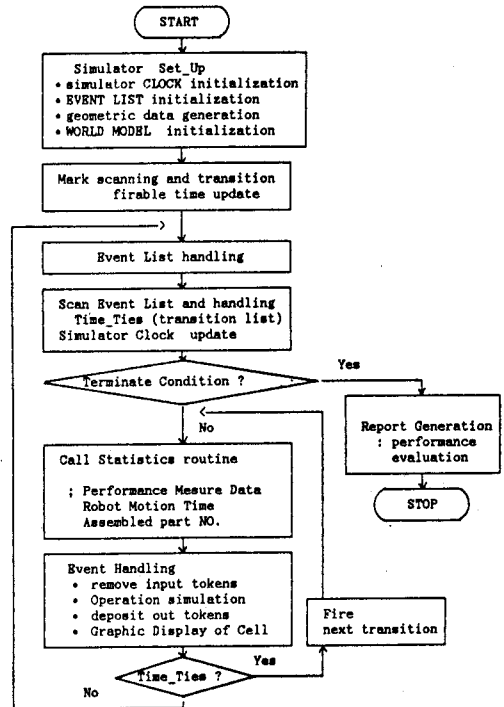 START
Simulator Set_Up
• simulator CLOCK initialization
• EVENT LIST initialization
• geometric data generation
• WORLD MODEL initialization
Mark scanning and transition
firable time update
Event List handling
Scan Event List and handling
Time_Ties (transition list)
Simulator Clock update
Terminate Condition ?
Yes
No
Report Generation
: performance
evaluation
STOP
Call Statistics routine
; Performance Mesure Data
Robot Motion Time
Assembled part NO.
Event Handling
• remove input tokens
• Operation simulation
• deposit out tokens
• Graphic Display of Cell
Fire
next transition
Time_Ties ?
Yes
No